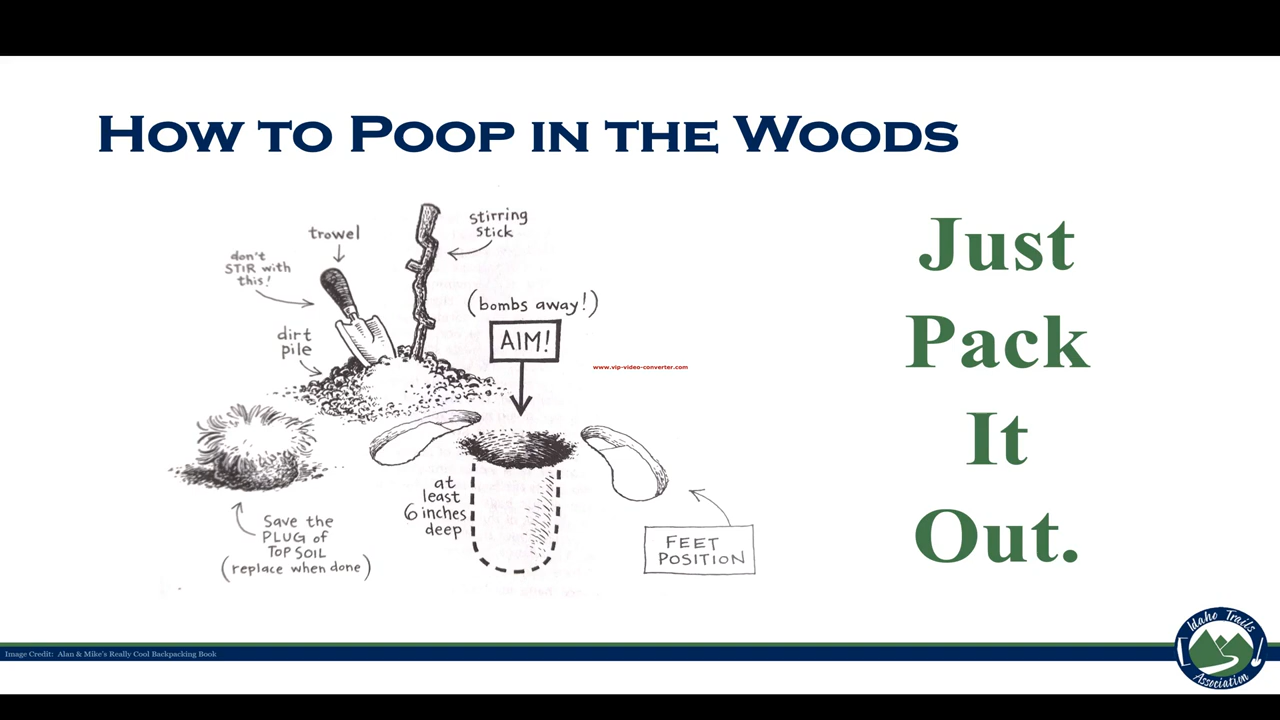 How to Poop in the Woods
stirring
stick
trowel
don't
STIR with
this!
(bombs away!)
AIM!
dirt
pile
www.vip-video-converter.com
at
least
6 inches
deep
Save the
PLUG of
TOP SOIL
(replace when done)
FEET
POSITION
Just
Pack
It
Out.
Image Credit: Alan & Mike's Really Cool Backpacking Book
Idaho Trails
Association